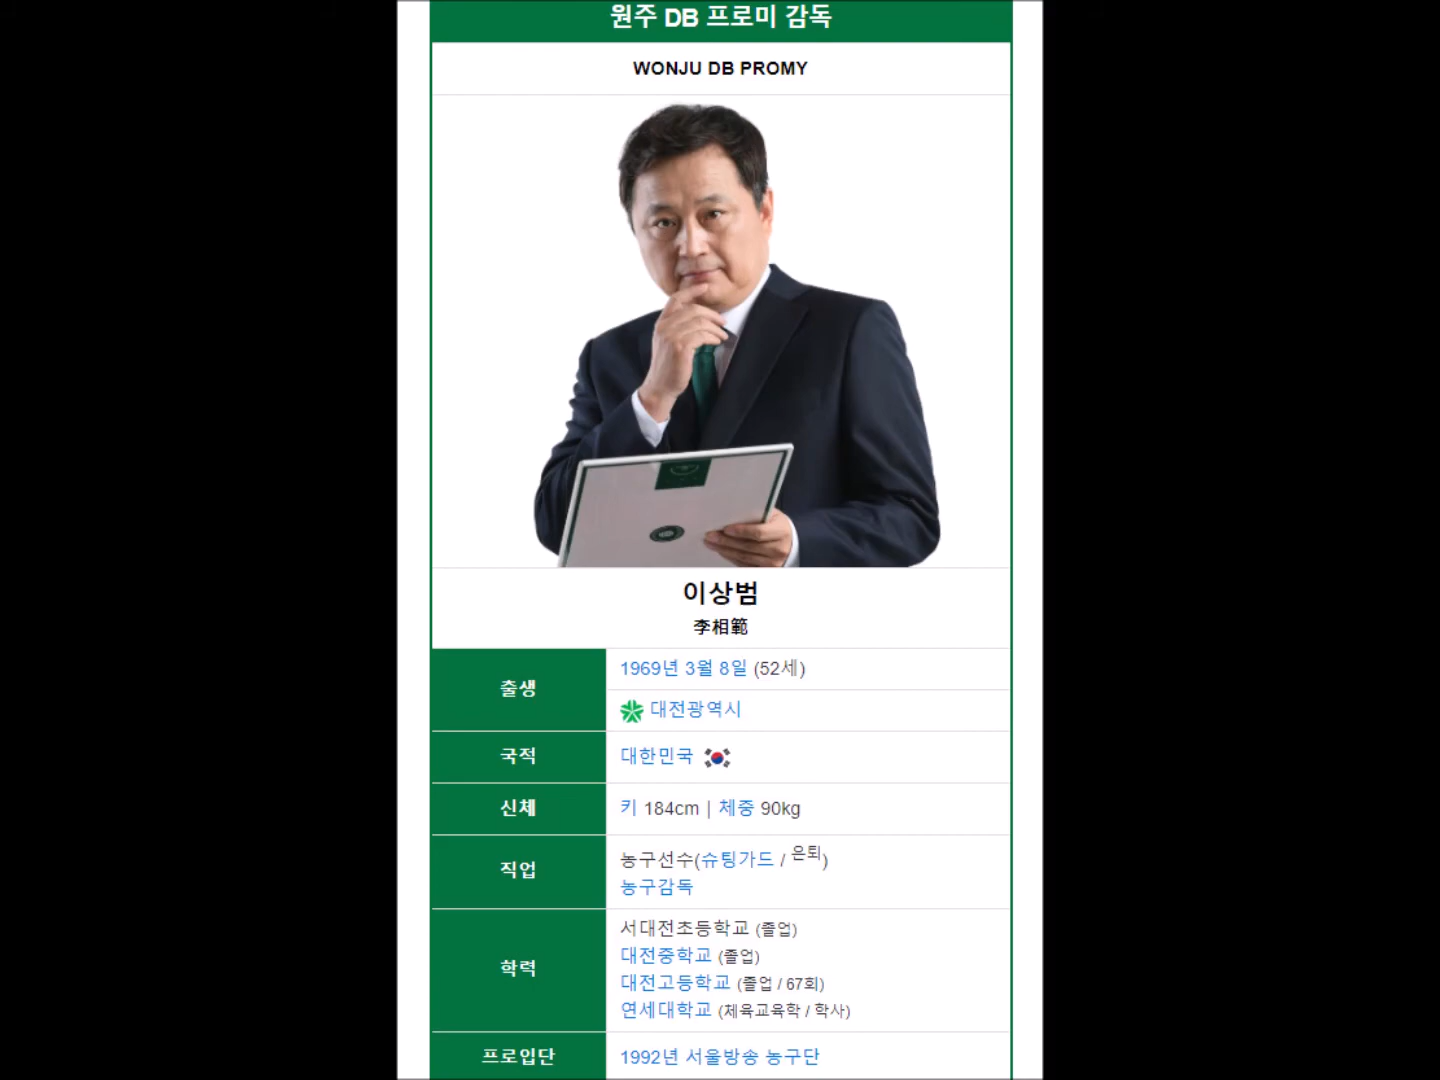 원주 DB 프로미 감독
WONJU DB PROMY
이상범
李相範
출생
1969년 3월 8일 (52세)
대전광역시
국적
대한민국
신체
키 184cm | 체중 90kg
직업
농구선수(슈팅가드 / 은퇴)
농구감독
학력
서대전초등학교 (졸업)
대전중학교 (졸업)
대전고등학교 (졸업 / 67회)
연세대학교 (체육교육학 / 학사)
프로입단
1992년 서울방송 농구단